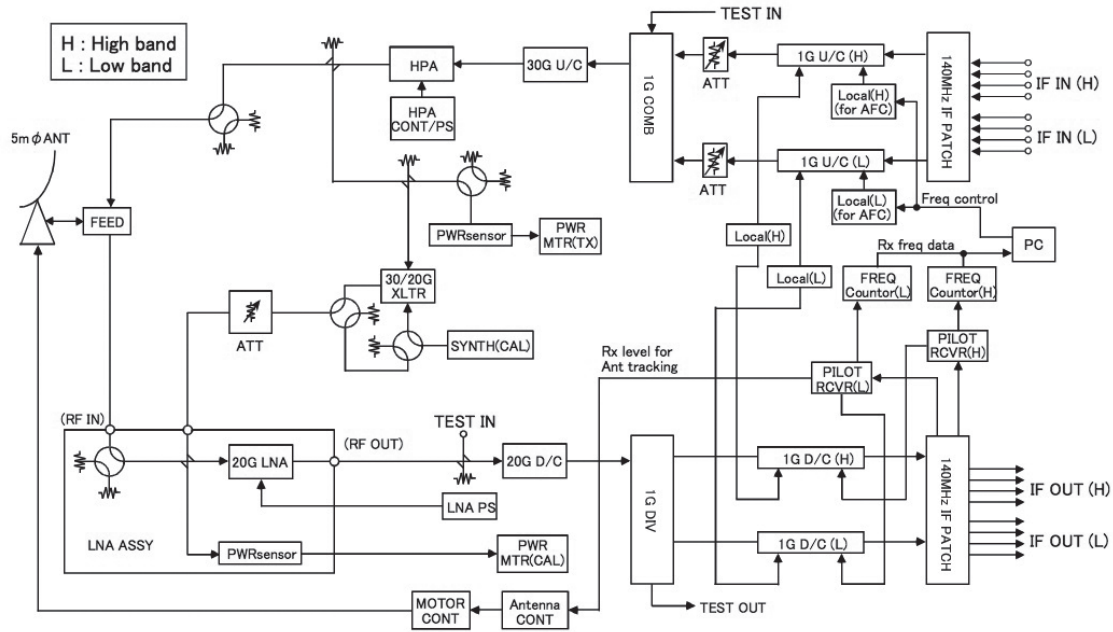 TEST IN
H : High band
L : Low band
HPA
30G U/C
1G COMB
ATT
1G U/C (H)
140MHz IF PATCH
IF IN (H)
HPA
CONT/PS
Local(H)
(for AFC)
5mφANT
IF IN (L)
1G U/C (L)
ATT
FEED
Local(L)
(for AFC)
Freq control
PWRsensor
PWR
MTR(TX)
Local(H)
Rx freq data
PC
30/20G
XLTR
Local(L)
FREQ
Countor(L)
FREQ
Countor(H)
ATT
SYNTH(CAL)
PILOT
RCVR(H)
Rx level for
Ant tracking
PILOT
RCVR(L)
(RF IN)
TEST IN
(RF OUT)
20G LNA
20G D/C
1G DIV
1G D/C (H)
140MHz IF PATCH
IF OUT (H)
LNA PS
LNA ASSY
PWRsensor
PWR
MTR(CAL)
1G D/C (L)
IF OUT (L)
MOTOR
CONT
Antenna
CONT
TEST OUT